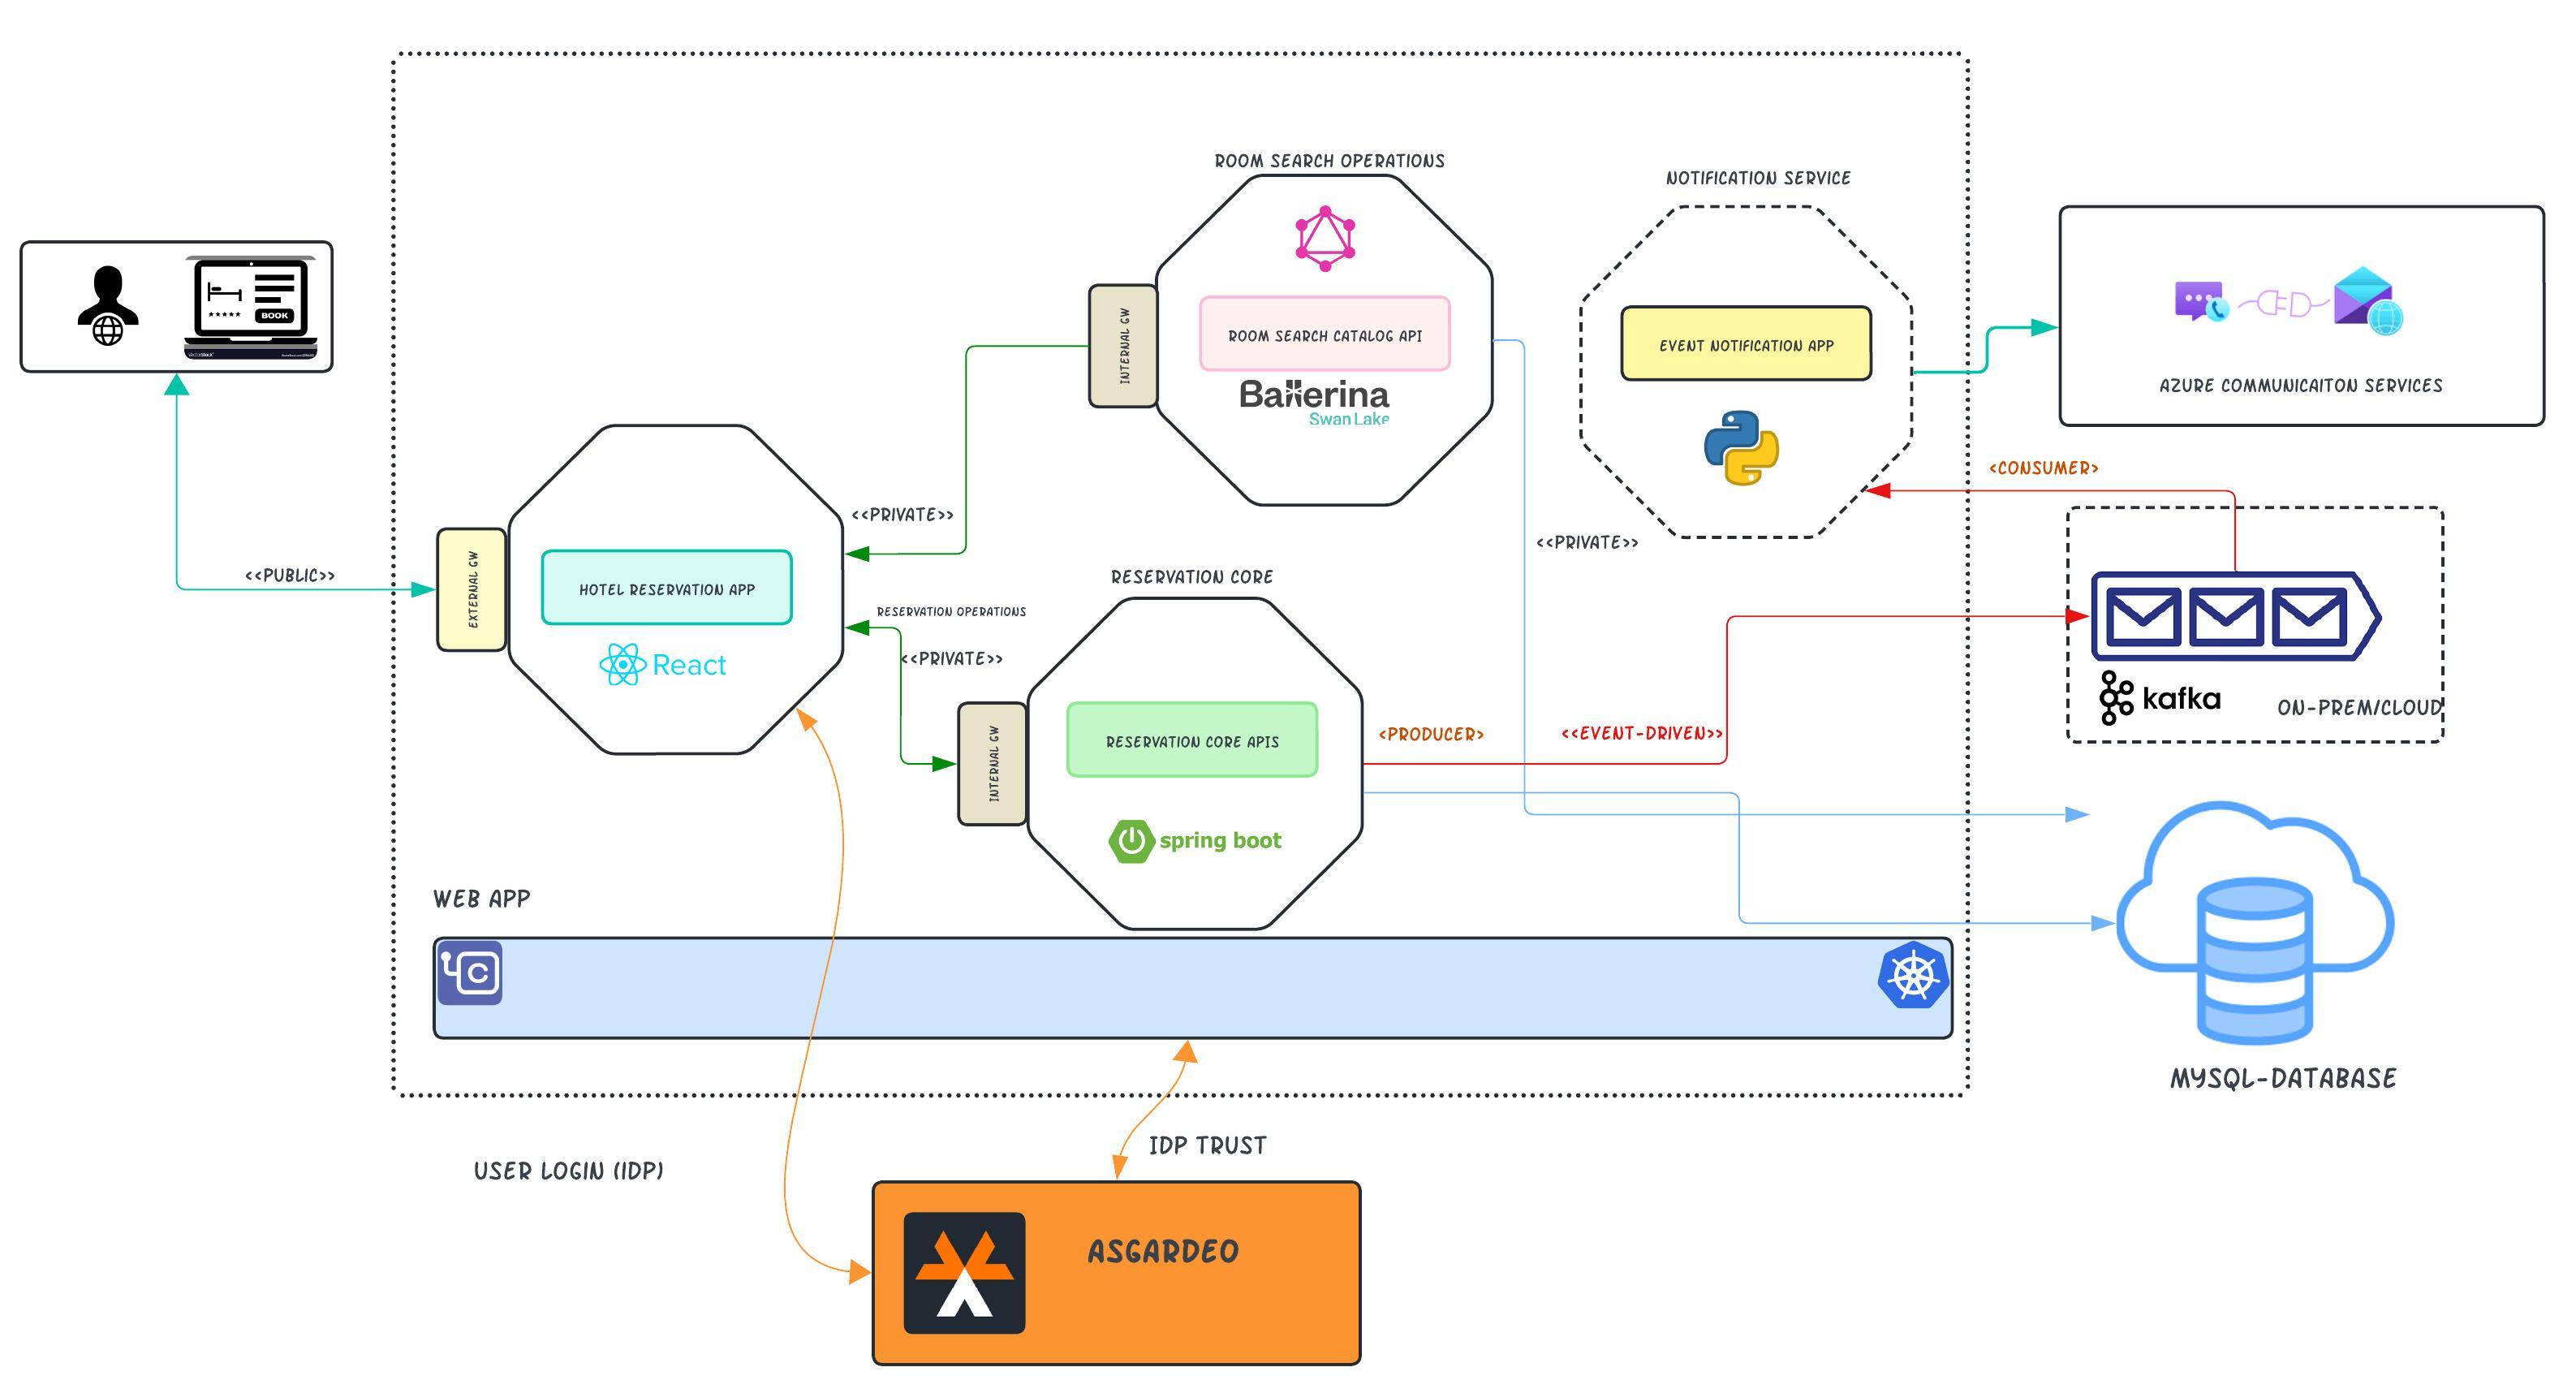 ROOM SEARCH OPERATIONS
NOTIFICATION SERVICE
INTERNAL GW
ROOM SEARCH CATALOG API
Ballerina
Swan Lake
EVENT NOTIFICATION APP
AZURE COMMUNICAITON SERVICES
BOOK
<CONSUMER>
<<PRIVATE>>
<<PRIVATE>>
<<PUBLIC>>
EXTERNAL GW
HOTEL RESERVATION APP
React
RESERVATION CORE
RESERVATION OPERATIONS
<<PRIVATE>>
INTERNAL GW
RESERVATION CORE APIS
spring boot
<PRODUCER>
<<EVENT-DRIVEN>>
kafka
ON-PREM/CLOUD
WEB APP
C
MYSQL-DATABASE
USER LOGIN (IDP)
IDP TRUST
ASGARDEO